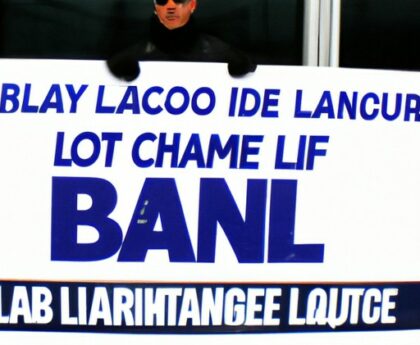 BLAY LACOO IDE LANCUR
LOT CHAME LIF
BANL
LAB LIARIHTANGEE LQUTCE